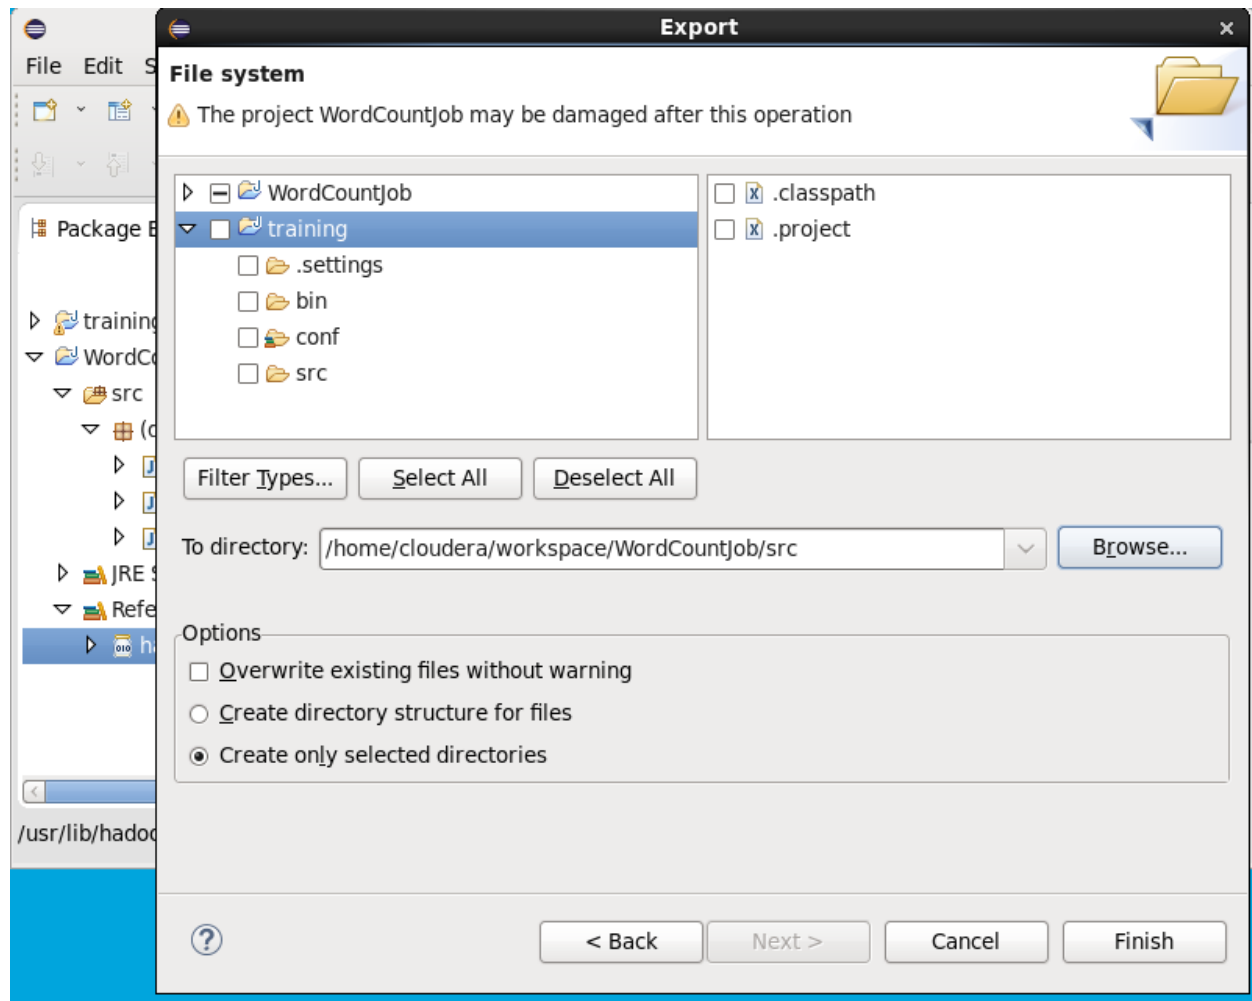 Export
File Edit S
File system
The project WordCountJob may be damaged after this operation
WordCountJob
.classpath
Package E
training
.project
.settings
bin
training
conf
WordCo
src
src
(d
Filter Types...
Select All
Deselect All
To directory:
/home/cloudera/workspace/WordCountJob/src
Browse...
JRE S
Refe
Options
ha
Overwrite existing files without warning
Create directory structure for files
Create only selected directories
/usr/lib/hadoo
< Back
Next >
Cancel
Finish